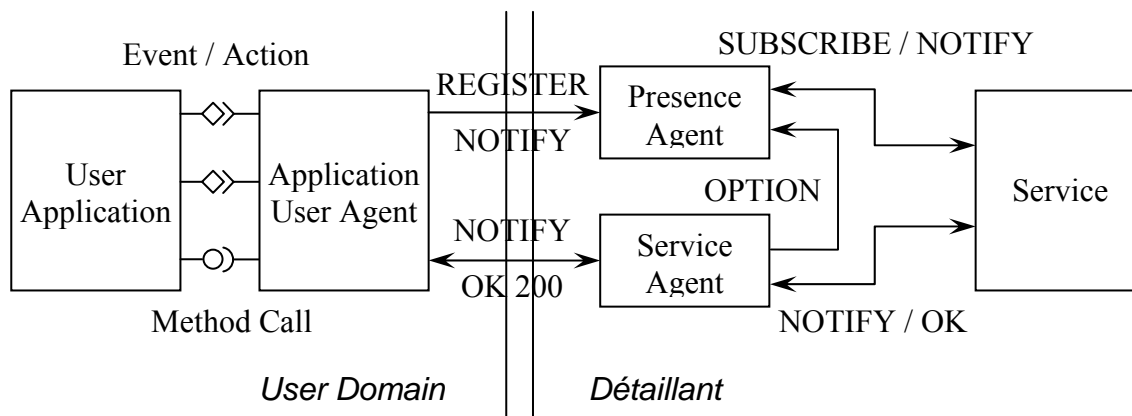 SUBSCRIBE / NOTIFY
Event / Action
REGISTER
NOTIFY
Presence
Agent
User
Application
Application
User Agent
OPTION
Service
NOTIFY
OK 200
Service
Agent
Method Call
NOTIFY / OK
User Domain
Détaillant